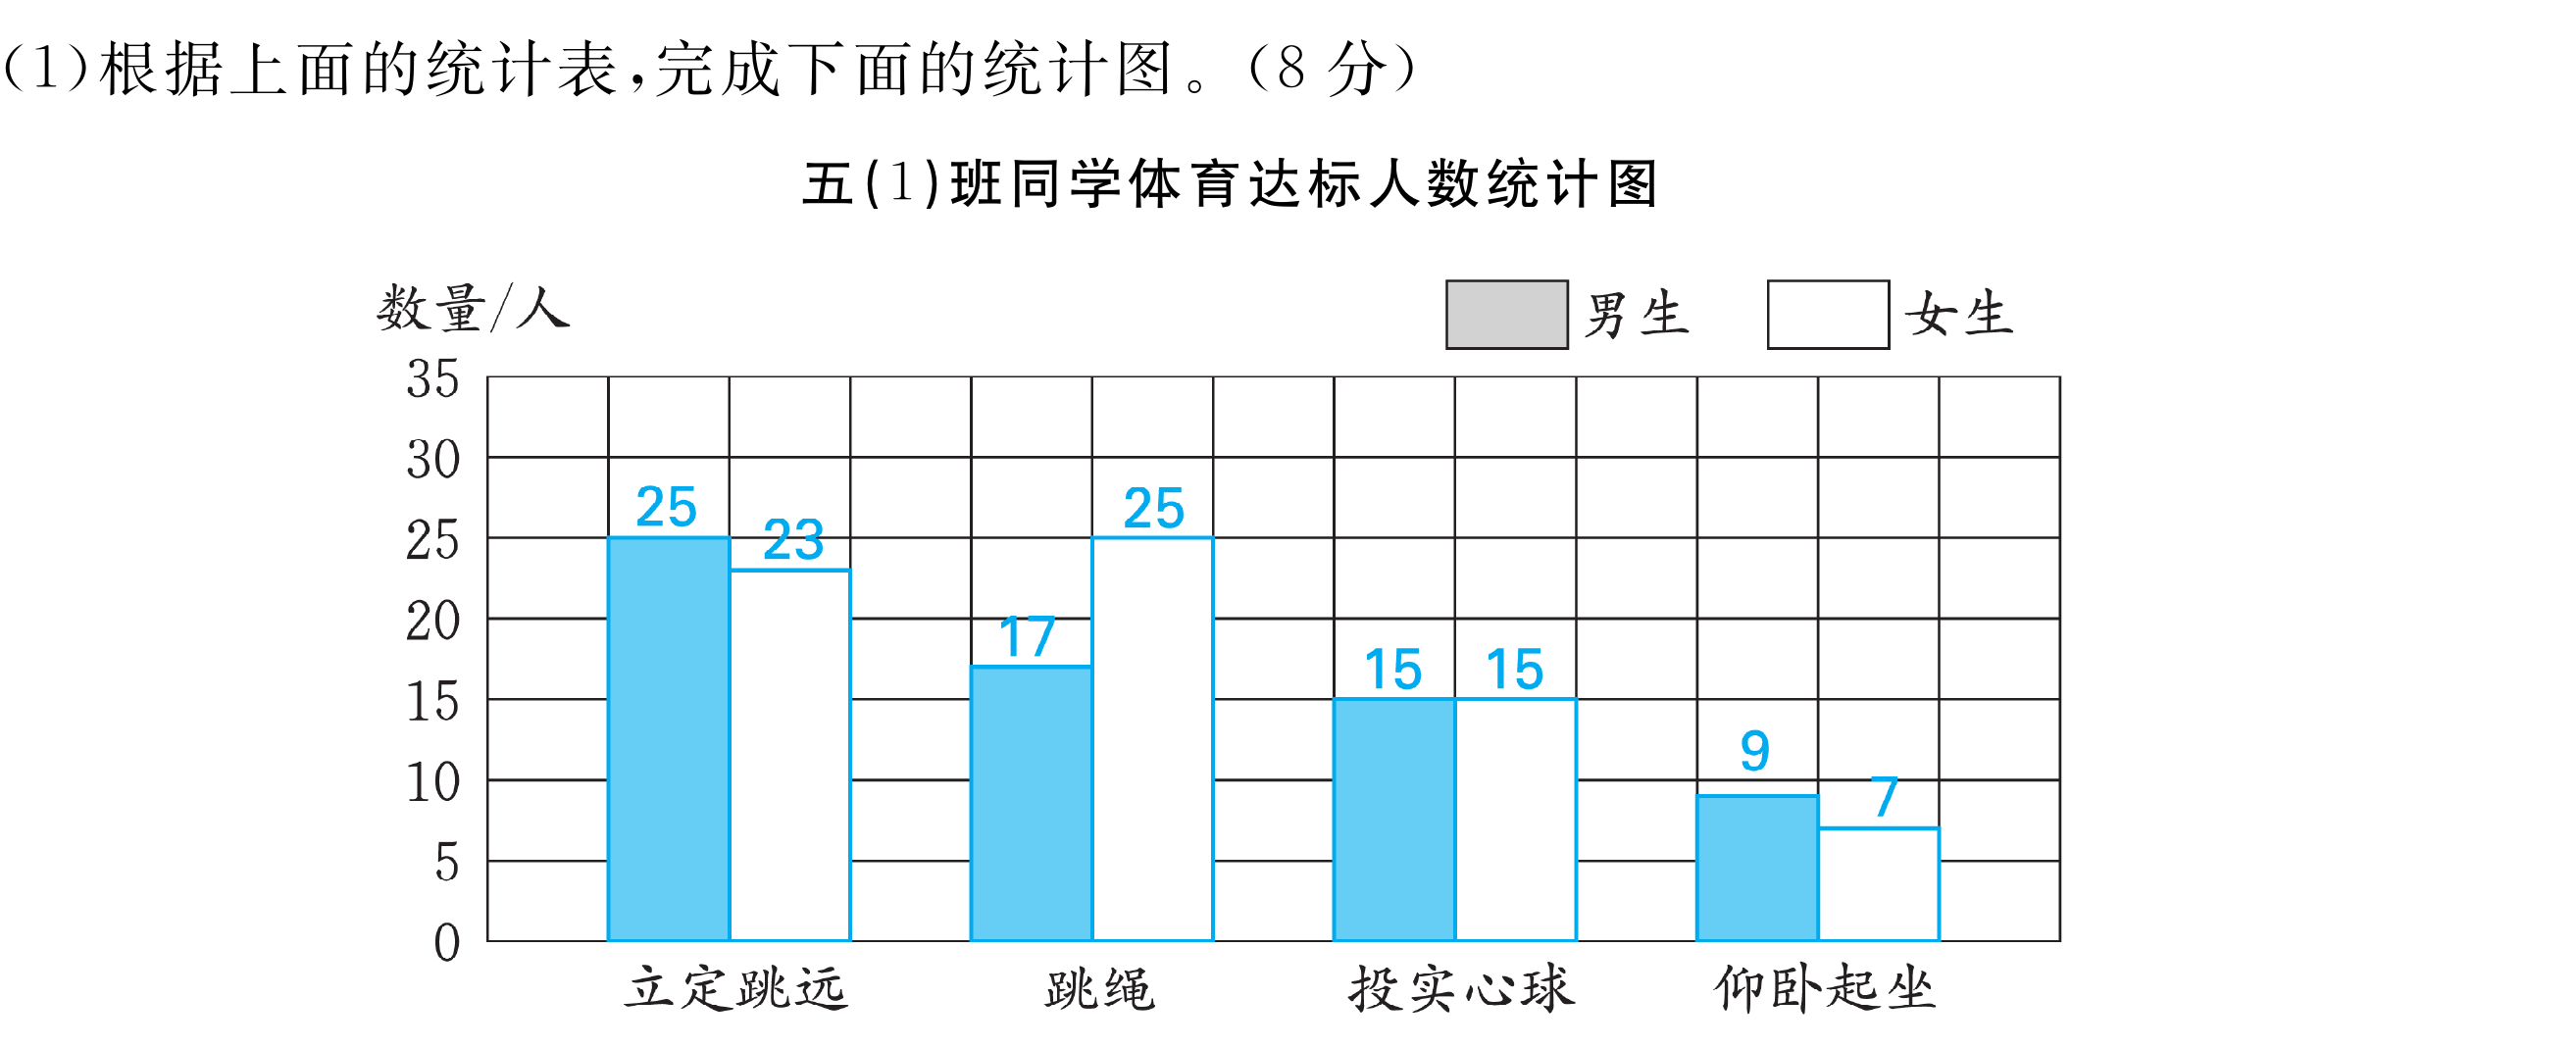 (1)根据上面的统计表,完成下面的统计图。(8 分)
五(1)班同学体育达标人数统计图
数量/人
男生 女生
35
30
25
20
15
10
5
0
25 23 17 25 15 15 9 7
立定跳远 跳绳 投实心球 仰卧起坐